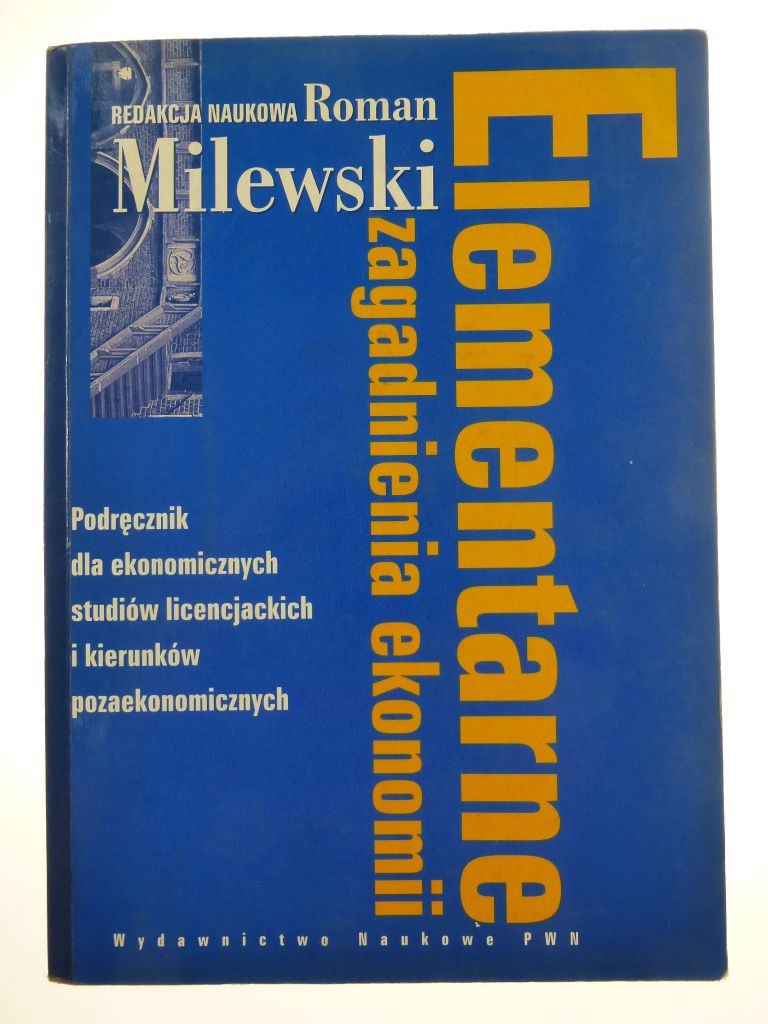 REDAKCJA NAUKOWA Roman
Milewski
Elementarne
zagadnienia ekonomii
Podręcznik
dla ekonomicznych
studiów licencjackich
i kierunków
pozaekonomicznych
Wydawnictwo Naukowe PWN